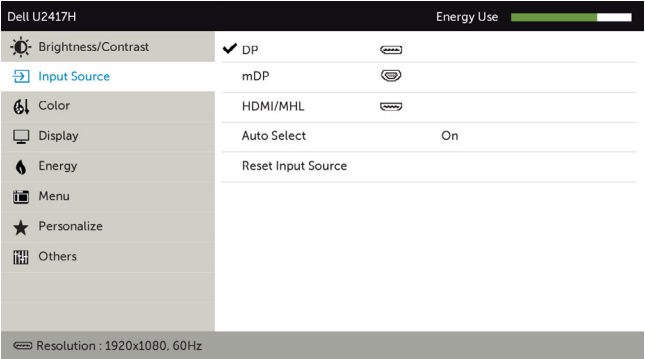 Dell U2417H Energy Use
Brightness/Contrast
DP
Input Source
mDP
Color
HDMI/MHL
Display
Auto Select On
Energy
Reset Input Source
Menu
Personalize
Others
Resolution : 1920x1080, 60Hz